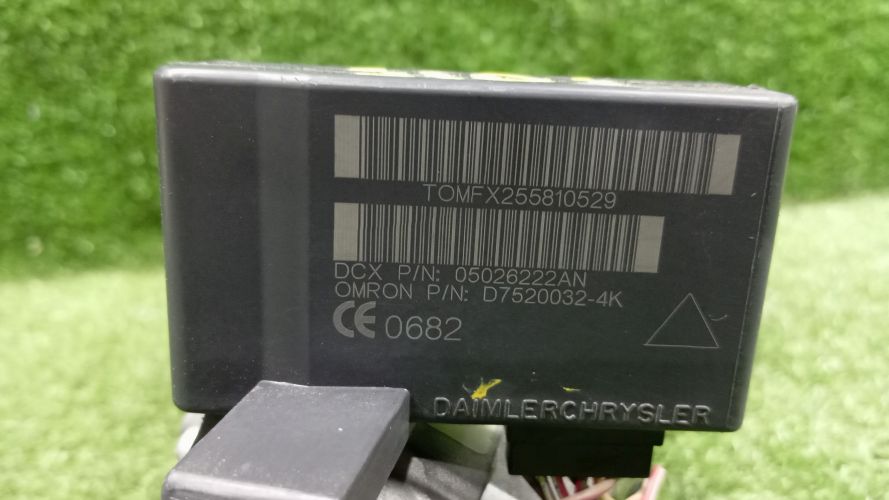 TOMFX255810529
DCX P/N: 05026222AN
OMRON P/N: D7520032-4K
CE 0682
DAIMLERCHRYSLER